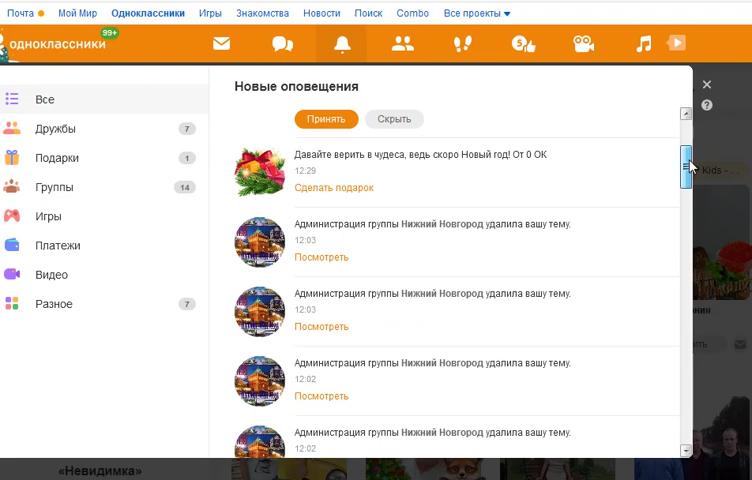 Почта Мой Мир Одноклассники Игры Знакомства Новости Поиск Combo Все проекты
одноклассники 99+ 5
Новые оповещения
Все
Дружбы 7
Подарки 1
Группы 14
Игры
Платежи
Видео
Разное 7
Принять Скрыть
Давайте верить в чудеса, ведь скоро Новый год! От 0 ОК
12:29
Сделать подарок
Администрация группы Нижний Новгород удалила вашу тему.
12:03
Посмотреть
Администрация группы Нижний Новгород удалила вашу тему.
12:03
Посмотреть
Администрация группы Нижний Новгород удалила вашу тему.
12:02
Посмотреть
Администрация группы Нижний Новгород удалила вашу тему.
12:02
?
Kids - ...
«Невидимка»